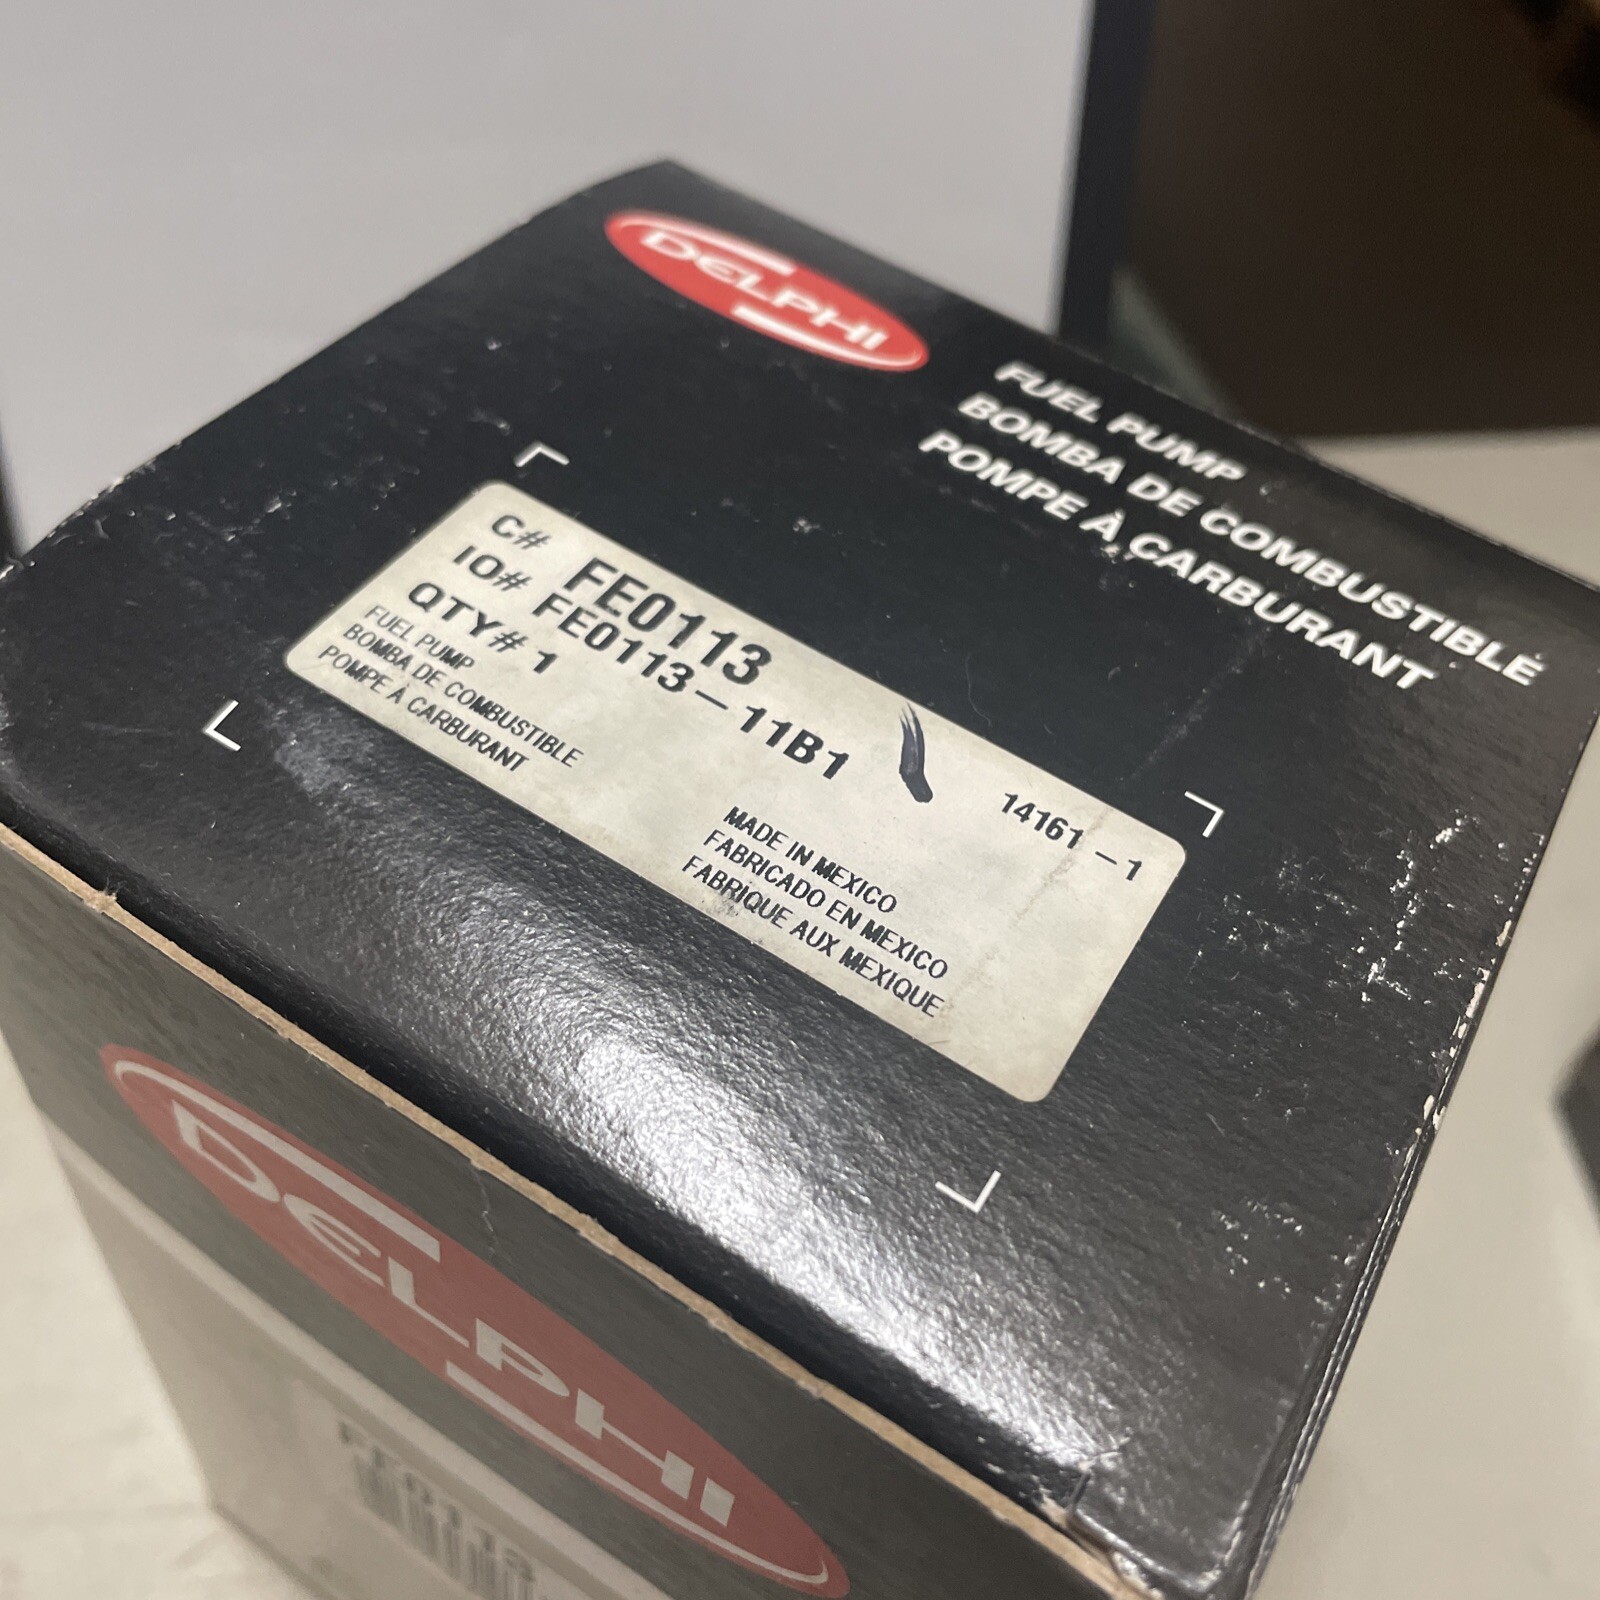 DELPHI
FUEL PUMP
BOMBA DE COMBUSTIBLE
POMPE À CARBURANT
C# FE0113
IO# FE0113-11B1
QTY# 1
FUEL PUMP
BOMBA DE COMBUSTIBLE
POMPE À CARBURANT
14161-1
MADE IN MEXICO
FABRICADO EN MEXICO
FABRIQUE AUX MEXIQUE
DELPHI
FE0113